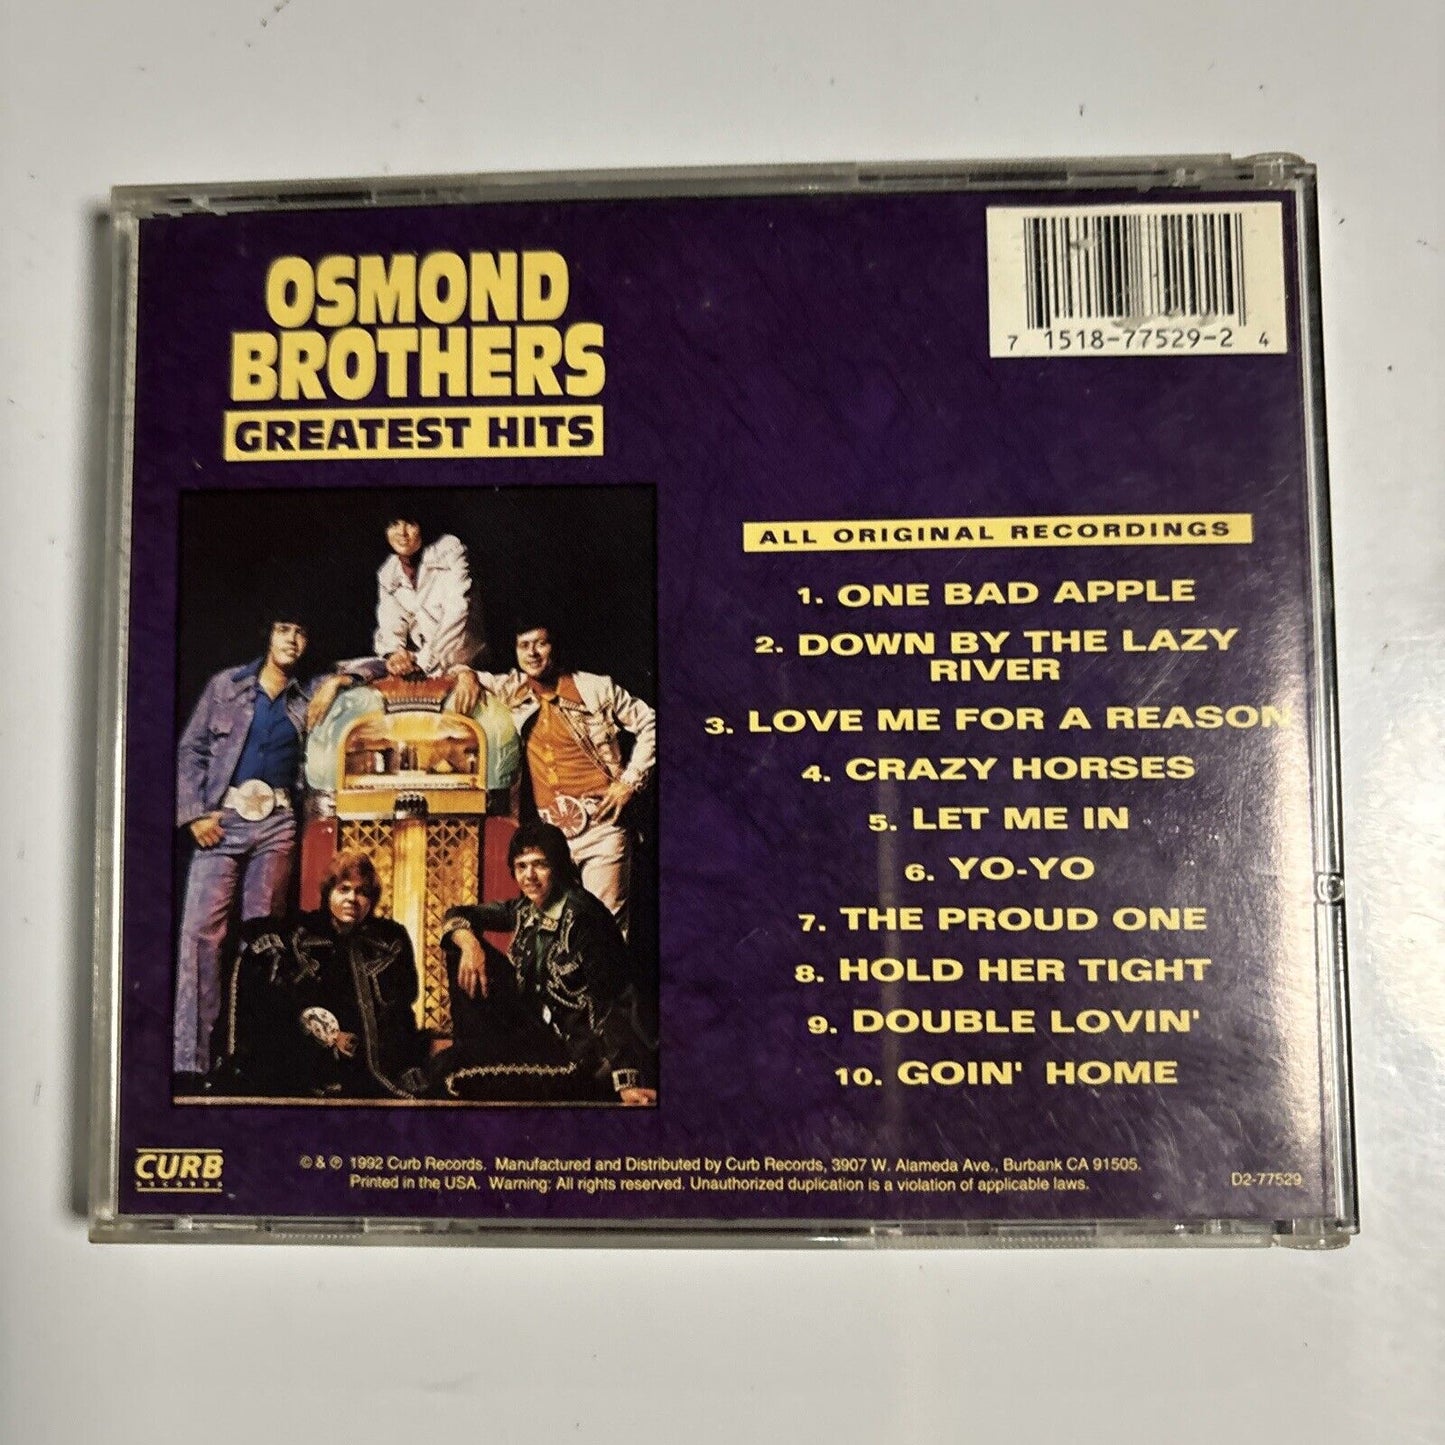 OSMOND
BROTHERS
GREATEST HITS
7 1518-77529-2 4
ALL ORIGINAL RECORDINGS
1. ONE BAD APPLE
2. DOWN BY THE LAZY
RIVER
3. LOVE ME FOR A REASON
4. CRAZY HORSES
5. LET ME IN
6. YO-YO
7. THE PROUD ONE
8. HOLD HER TIGHT
9. DOUBLE LOVIN'
10. GOIN' HOME
CURB
RECORDS
© & ℗ 1992 Curb Records. Manufactured and Distributed by Curb Records, 3907 W. Alameda Ave., Burbank CA 91505.
Printed in the USA. Warning: All rights reserved. Unauthorized duplication is a violation of applicable laws.
D2-77529